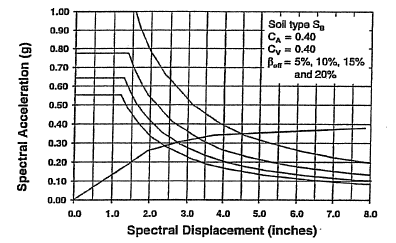 1.00
0.90
0.80
0.70
0.60
0.50
0.40
0.30
0.20
0.10
0.00
Spectral Acceleration (g)
Soil type S_B
C_A = 0.40
C_V = 0.40
β_eff = 5%, 10%, 15%
and 20%
0.0 1.0 2.0 3.0 4.0 5.0 6.0 7.0 8.0
Spectral Displacement (inches)